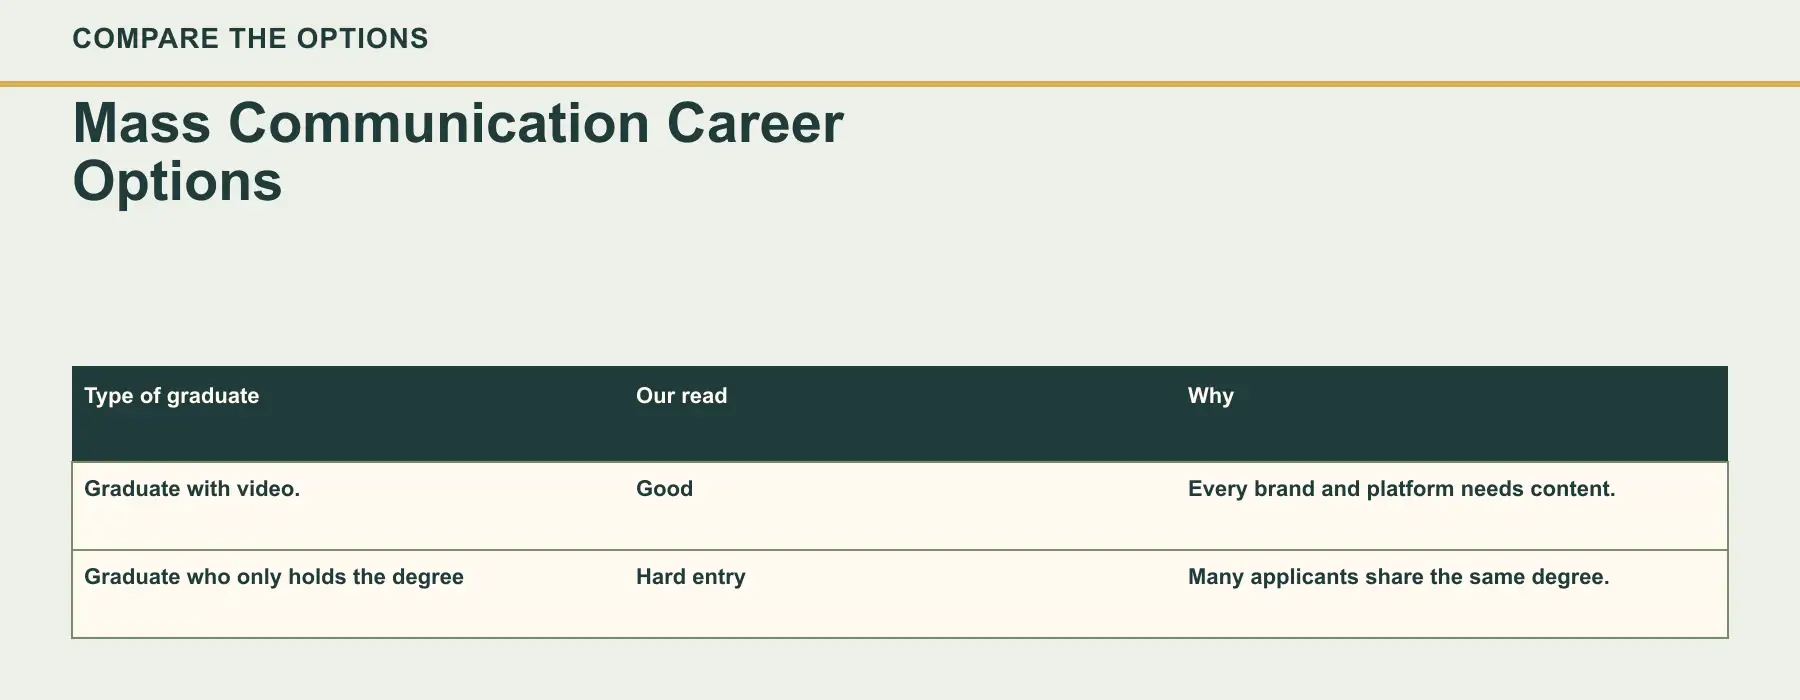 COMPARE THE OPTIONS
Mass Communication Career
Options
Type of graduate Our read Why
Graduate with video. Good Every brand and platform needs content.
Graduate who only holds the degree Hard entry Many applicants share the same degree.